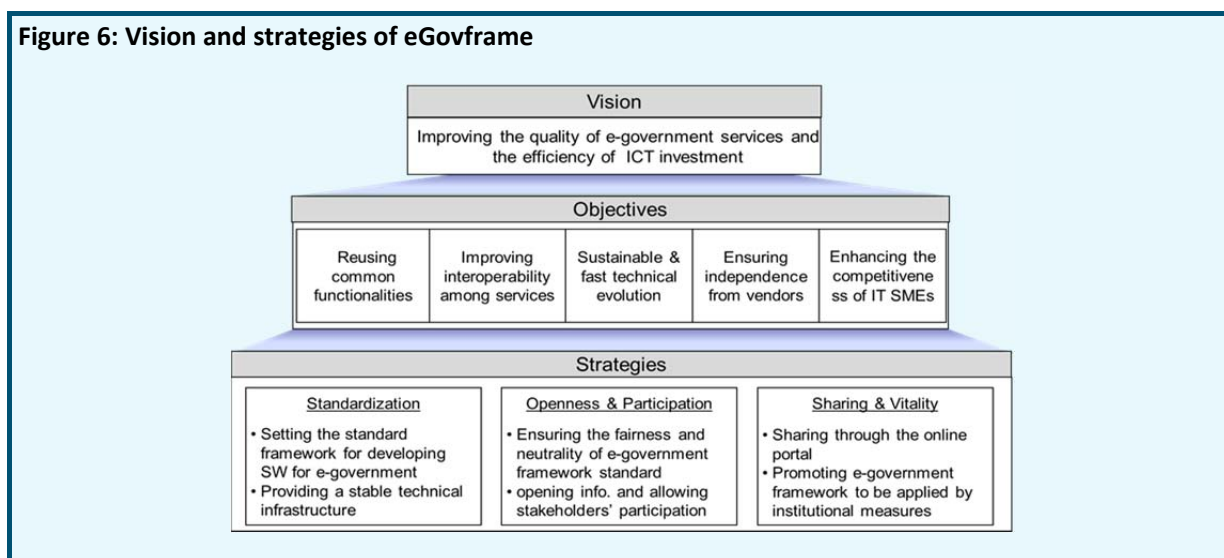 Figure 6: Vision and strategies of eGovframe
Vision
Improving the quality of e-government services and
the efficiency of ICT investment
Objectives
Reusing
common
functionalities
Improving
interoperability
among services
Sustainable &
fast technical
evolution
Ensuring
independence
from vendors
Enhancing the
competitivene
ss of IT SMEs
Strategies
Standardization
• Setting the standard
framework for developing
SW for e-government
• Providing a stable technical
infrastructure
Openness & Participation
• Ensuring the fairness and
neutrality of e-government
framework standard
• opening info. and allowing
stakeholders' participation
Sharing & Vitality
• Sharing through the online
portal
• Promoting e-government
framework to be applied by
institutional measures